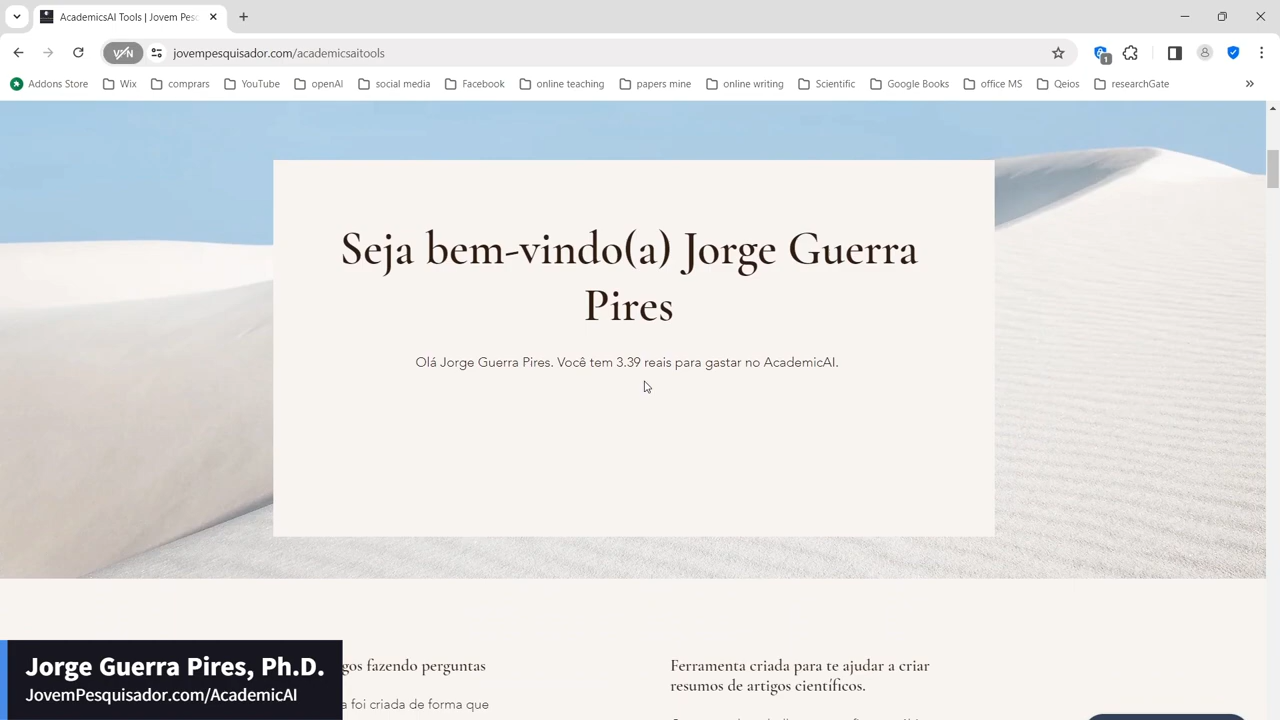 AcademicsAI Tools | Jovem Pesq
jovempesquisador.com/academicsaitools
Addons Store Wix comprars YouTube openAI social media Facebook online teaching papers mine online writing Scientific Google Books office MS Qeios researchGate
Seja bem-vindo(a) Jorge Guerra
Pires
Olá Jorge Guerra Pires. Você tem 3.39 reais para gastar no AcademicAI.
gos fazendo perguntas
a foi criada de forma que
Ferramenta criada para te ajudar a criar
resumos de artigos científicos.
Jorge Guerra Pires, Ph.D.
JovemPesquisador.com/AcademicAI